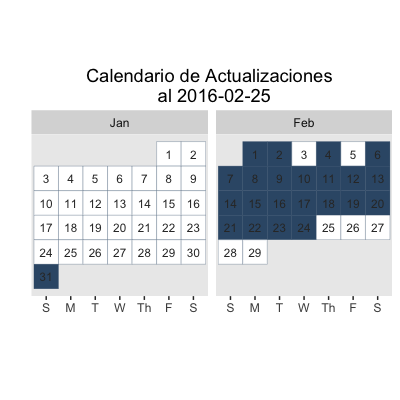 Calendario de Actualizaciones
al 2016-02-25
Jan
Feb
1 2
3 4 5 6 7 8 9
10 11 12 13 14 15 16
17 18 19 20 21 22 23
24 25 26 27 28 29 30
31
S M T W Th F S
1 2 3 4 5 6
7 8 9 10 11 12 13
14 15 16 17 18 19 20
21 22 23 24 25 26 27
28 29
S M T W Th F S